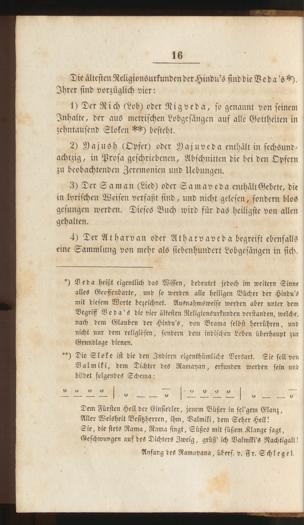 16
Die ältesten Religionsurkunden der Hindu's sind die Veda's*).
Ihrer sind vorzüglich vier:
1) Der Rich (Lob) oder Rigveda, so genannt von seinem
Inhalte, der aus metrischen Lobgesängen auf alle Gottheiten in
zehntausend Sloken **) besteht.
2) Yajush (Opfer) oder Yajuveda enthält in sechsund-
achtzig, in Prosa geschriebenen, Abschnitten die bei den Opfern
zu beobachtenden Zeremonien und Uebungen.
3) Der Saman (Lied) oder Samaveda enthält Gebete, die
in lyrischen Weisen verfaßt sind, und nicht gelesen, sondern blos
gesungen werden. Dieses Buch wird für das heiligste von allen
gehalten.
4) Der Atharvan oder Atharvaveda begreift ebenfalls
eine Sammlung von mehr als siebenhundert Lobgesängen in sich.
*) Veda heißt eigentlich das Wissen, bedeutet jedoch im weitern Sinne
alles Geoffenbarte, und so werden alle heiligen Bücher der Hindu's
mit diesem Worte bezeichnet. Ausnahmsweise werden aber unter dem
Begriff Veda's die vier ältesten Religionsurkunden verstanden, welche,
nach dem Glauben der Hindu's, von Brama selbst herrühren, und
nicht nur dem religiösen, sondern dem indischen Leben überhaupt zur
Grundlage dienen.
**) Die Sloke ist die den Indiern eigenthümliche Versart. Sie soll von
Valmiki, dem Dichter des Ramayan, erfunden worden sein und
bildet folgendes Schema:
Dem Fürsten Heil der Einsiedler, jenem Büßer in sel'gem Glanz,
Aller Weisheit Besitzherren, ihm, Valmiki, dem Seher Heil!
Sie, die stets Rama, Rama singt, Süßes mit süßem Klange sagt,
Geschwungen auf des Dichters Zweig, grüß' ich Valmiki's Nachtigall!
Anfang des Ramayana, übers. v. Fr. Schlegel.